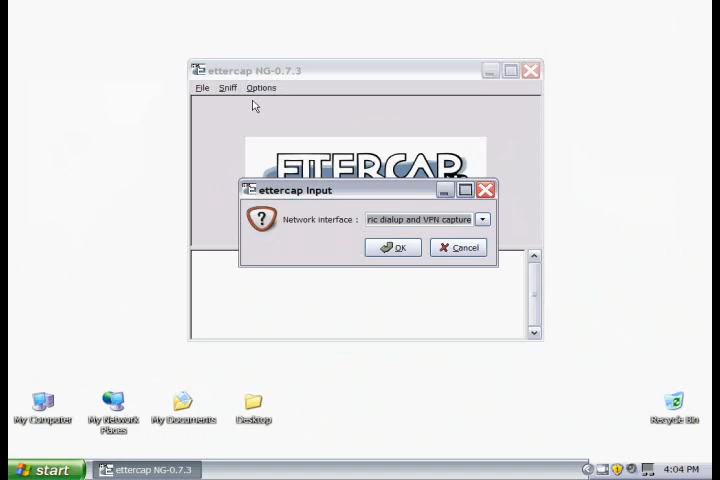 ettercap NG-0.7.3
File Sniff Options
ETTERCAP
ettercap Input
Network interface : ric dialup and VPN capture
OK Cancel
My Computer
My Network Places
My Documents
Desktop
Recycle Bin
start
ettercap NG-0.7.3
4:04 PM